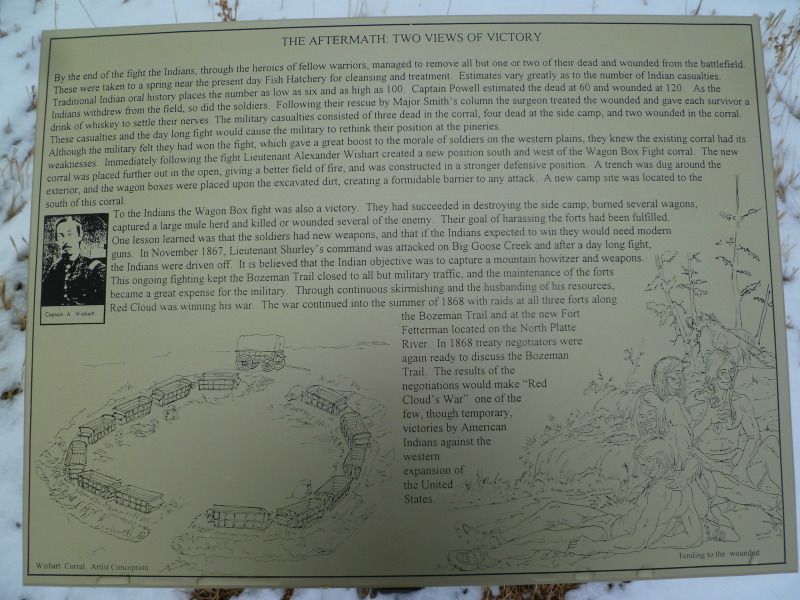 THE AFTERMATH: TWO VIEWS OF VICTORY
By the end of the fight the Indians, through the heroics of fellow warriors, managed to remove all but one or two of their dead and wounded from the battlefield.
These were taken to a spring near the present day Fish Hatchery for cleansing and treatment. Estimates vary greatly as to the number of Indian casualties.
Traditional Indian oral history places the number as low as six and as high as 100. Captain Powell estimated the dead at 60 and wounded at 120. As the
Indians withdrew from the field, so did the soldiers. Following their rescue by Major Smith's column the surgeon treated the wounded and gave each survivor a
drink of whiskey to settle their nerves. The military casualties consisted of three dead in the corral, four dead at the side camp, and two wounded in the corral.
These casualties and the day long fight would cause the military to rethink their position at the pineries.
Although the military felt they had won the fight, which gave a great boost to the morale of soldiers on the western plains, they knew the existing corral had its
weaknesses. Immediately following the fight Lieutenant Alexander Wishart created a new position south and west of the Wagon Box Fight corral. The new
corral was placed further out in the open, giving a better field of fire, and was constructed in a stronger defensive position. A trench was dug around the
exterior, and the wagon boxes were placed upon the excavated dirt, creating a formidable barrier to any attack. A new camp site was located to the
south of this corral.
To the Indians the Wagon Box fight was also a victory. They had succeeded in destroying the side camp, burned several wagons,
captured a large mule herd and killed or wounded several of the enemy. Their goal of harassing the forts had been fulfilled.
One lesson learned was that the soldiers had new weapons, and that if the Indians expected to win they would need modern
guns. In November 1867, Lieutenant Shurley's command was attacked on Big Goose Creek and after a day long fight,
the Indians were driven off. It is believed that the Indian objective was to capture a mountain howitzer and weapons.
This ongoing fighting kept the Bozeman Trail closed to all but military traffic, and the maintenance of the forts
became a great expense for the military. Through continuous skirmishing and the husbanding of his resources,
Red Cloud was winning his war. The war continued into the summer of 1868 with raids at all three forts along
the Bozeman Trail and at the new Fort
Fetterman located on the North Platte
River. In 1868 treaty negotiators were
again ready to discuss the Bozeman
Trail. The results of the
negotiations would make "Red
Cloud's War" one of the
few, though temporary,
victories by American
Indians against the
western
expansion of
the United
States.
Captain A. Wishart
Wishart Corral, Artist Conception
Tending to the wounded